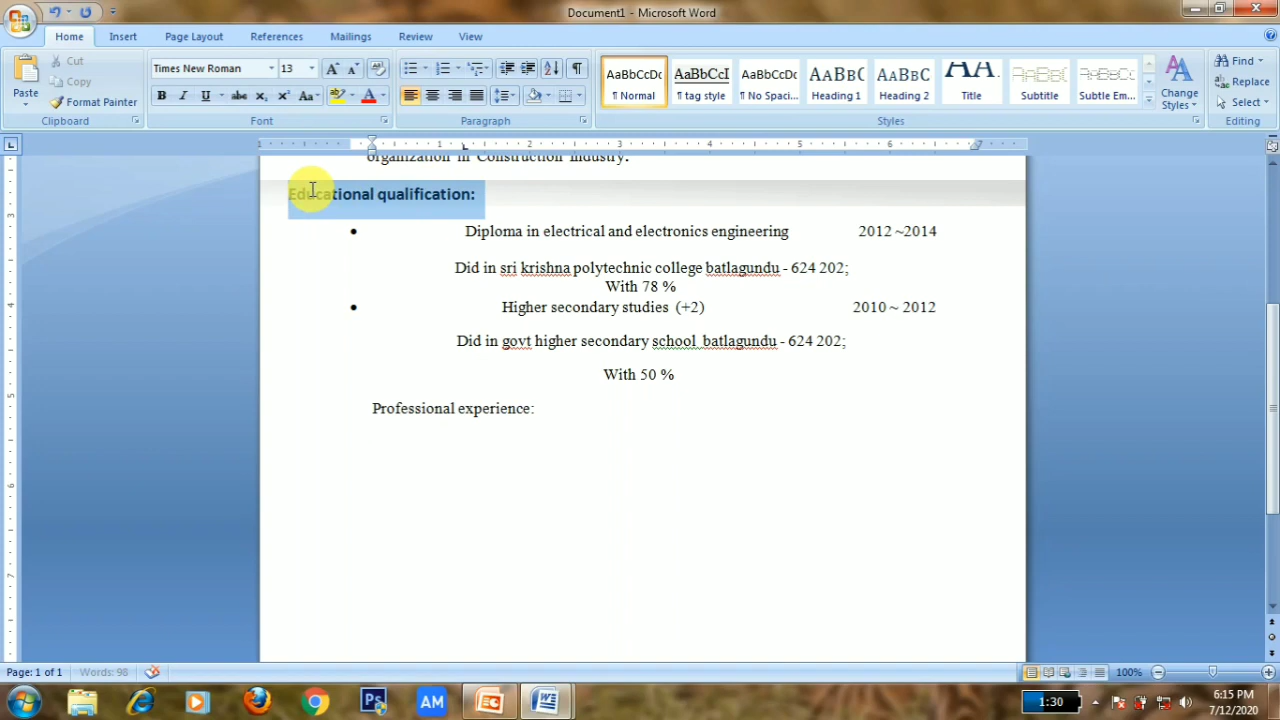 Document1 - Microsoft Word
Home Insert Page Layout References Mailings Review View
Paste
Cut
Copy
Format Painter
Clipboard
Times New Roman 13
Font
Paragraph
AaBbCcDc AaBbCcI AaBbCcDc AaBbC AaBbCc AA AaBbCcI AaBbCcDc
¶ Normal ¶ tag style ¶ No Spaci... Heading 1 Heading 2 Title Subtitle Subtle Em...
Change Styles
Styles
Find
Replace
Select
Editing
organization in Construction industry.
Educational qualification:
• Diploma in electrical and electronics engineering 2012 ~2014
Did in sri krishna polytechnic college batlagundu - 624 202;
With 78 %
• Higher secondary studies (+2) 2010 ~ 2012
Did in govt higher secondary school batlagundu - 624 202;
With 50 %
Professional experience:
Page: 1 of 1 Words: 98 100%
AM 1:30 6:15 PM
7/12/2020